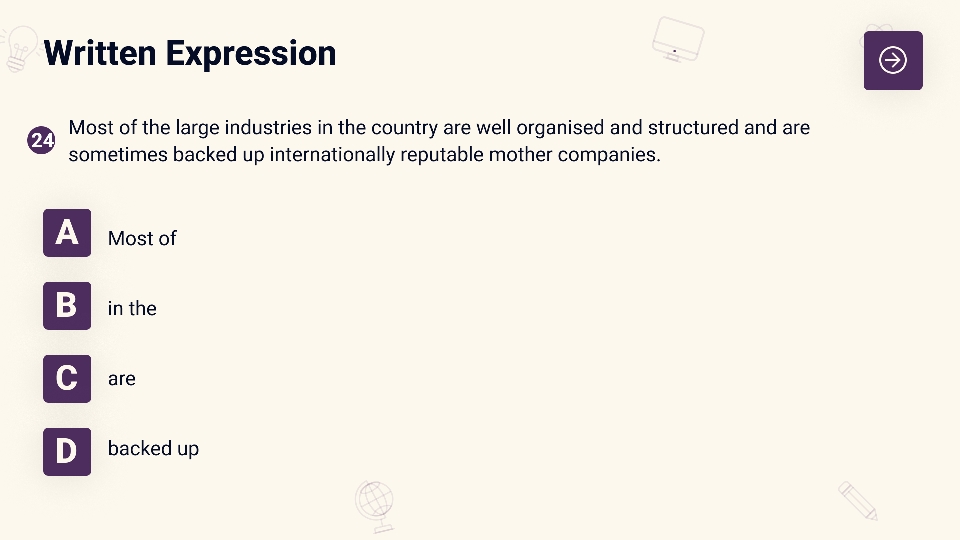 Written Expression
24
Most of the large industries in the country are well organised and structured and are
sometimes backed up internationally reputable mother companies.
A
Most of
B
in the
C
are
D
backed up